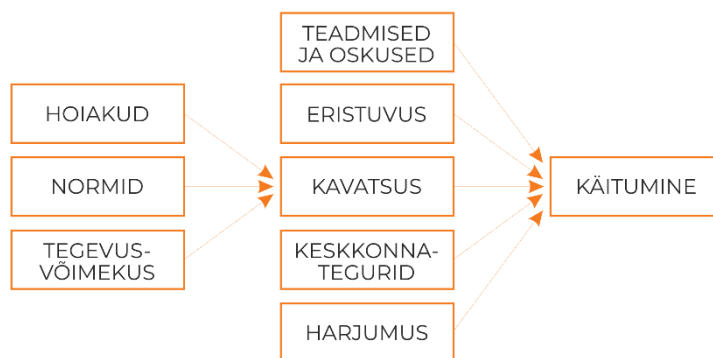 HOIAKUD
NORMID
TEGEVUS-
VÕIMEKUS
TEADMISED
JA OSKUSED
ERISTUVUS
KAVATSUS
KESKKONNA-
TEGURID
HARJUMUS
KÄITUMINE